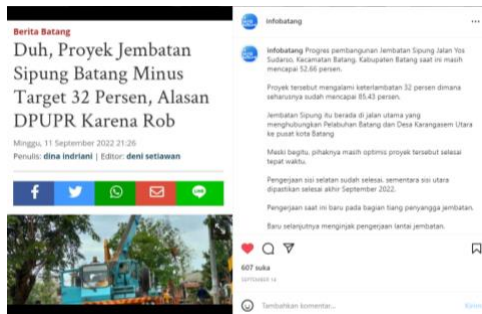 Berita Batang
Duh, Proyek Jembatan
Sipung Batang Minus
Target 32 Persen, Alasan
DPUPR Karena Rob
Minggu, 11 September 2022 21:26
Penulis: dina indriani | Editor: deni setiawan
infobatang
infobatang Progres pembangunan Jembatan Sipung Jalan Yos
Sudarso, Kecamatan Batang, Kabupaten Batang saat ini masih
mencapai 52,66 persen.
Proyek tersebut mengalami keterlambatan 32 persen dimana
seharusnya sudah mencapai 85,43 persen.
Jembatan Sipung itu berada di jalan utama yang
menghubungkan Pelabuhan Batang dan Desa Karangasem Utara
ke pusat kota Batang
Meski begitu, pihaknya masih optimis proyek tersebut selesai
tepat waktu.
Pengerjaan sisi selatan sudah selesai, sementara sisi utara
dipastikan selesai akhir September 2022.
Pengerjaan saat ini baru pada bagian tiang penyangga jembatan.
Baru selanjutnya menginjak pengerjaan lantai jembatan.
607 suka
SEPTEMBER 14
Tambahkan komentar...
Kirim